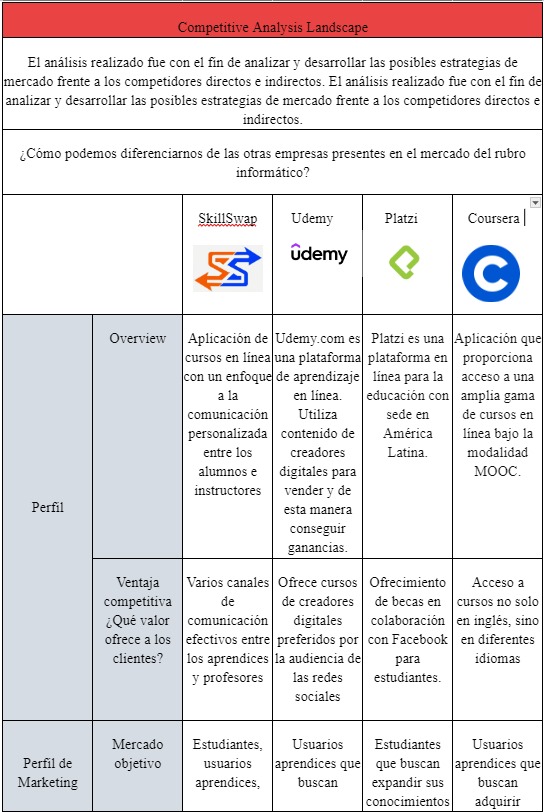 Competitive Analysis Landscape
El análisis realizado fue con el fin de analizar y desarrollar las posibles estrategias de
mercado frente a los competidores directos e indirectos. El análisis realizado fue con el fin de
analizar y desarrollar las posibles estrategias de mercado frente a los competidores directos e
indirectos.
¿Cómo podemos diferenciarnos de las otras empresas presentes en el mercado del rubro
informático?
SkillSwap
Udemy
Platzi
Coursera
SS
ûdemy
C
Perfil
Overview
Aplicación de
cursos en línea
con un enfoque
a la
comunicación
personalizada
entre los
alumnos e
instructores
Udemy.com es
una plataforma
de aprendizaje
en línea.
Utiliza
contenido de
creadores
digitales para
vender y de
esta manera
conseguir
ganancias.
Platzi es una
plataforma en
línea para la
educación con
sede en
América
Latina.
Aplicación que
proporciona
acceso a una
amplia gama
de cursos en
línea bajo la
modalidad
MOOC.
Ventaja
competitiva
¿Qué valor
ofrece a los
clientes?
Varios canales
de
comunicación
efectivos entre
los aprendices
y profesores
Ofrece cursos
de creadores
digitales
preferidos por
la audiencia de
las redes
sociales
Ofrecimiento
de becas en
colaboración
con Facebook
para
estudiantes.
Acceso a
cursos no solo
en inglés, sino
en diferentes
idiomas
Perfil de
Marketing
Mercado
objetivo
Estudiantes,
usuarios
aprendices,
Usuarios
aprendices que
buscan
Estudiantes
que buscan
expandir sus
conocimientos
Usuarios
aprendices que
buscan
adquirir